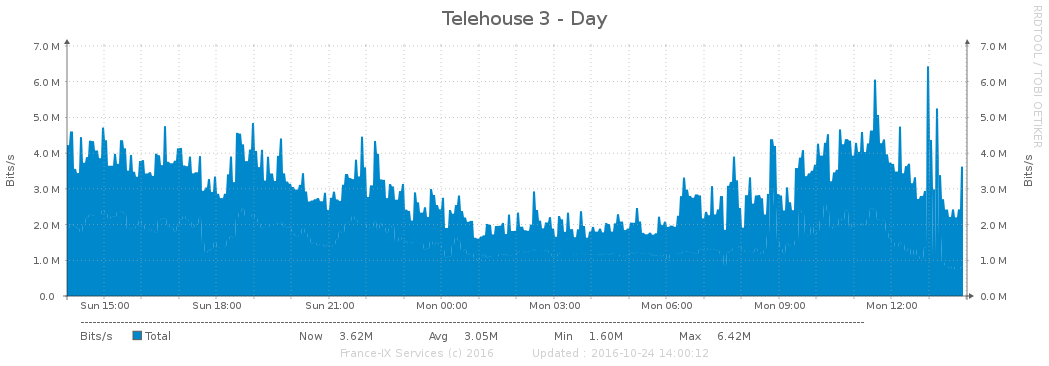 Telehouse 3 - Day
RRDTOOL / TOBI OETIKER
Bits/s
Bits/s
7.0 M 7.0 M
6.0 M 6.0 M
5.0 M 5.0 M
4.0 M 4.0 M
3.0 M 3.0 M
2.0 M 2.0 M
1.0 M 1.0 M
0.0 0.0 M
Sun 15:00 Sun 18:00 Sun 21:00 Mon 00:00 Mon 03:00 Mon 06:00 Mon 09:00 Mon 12:00
Bits/s Total Now 3.62M Avg 3.05M Min 1.60M Max 6.42M
France-IX Services (c) 2016 Updated : 2016-10-24 14:00:12